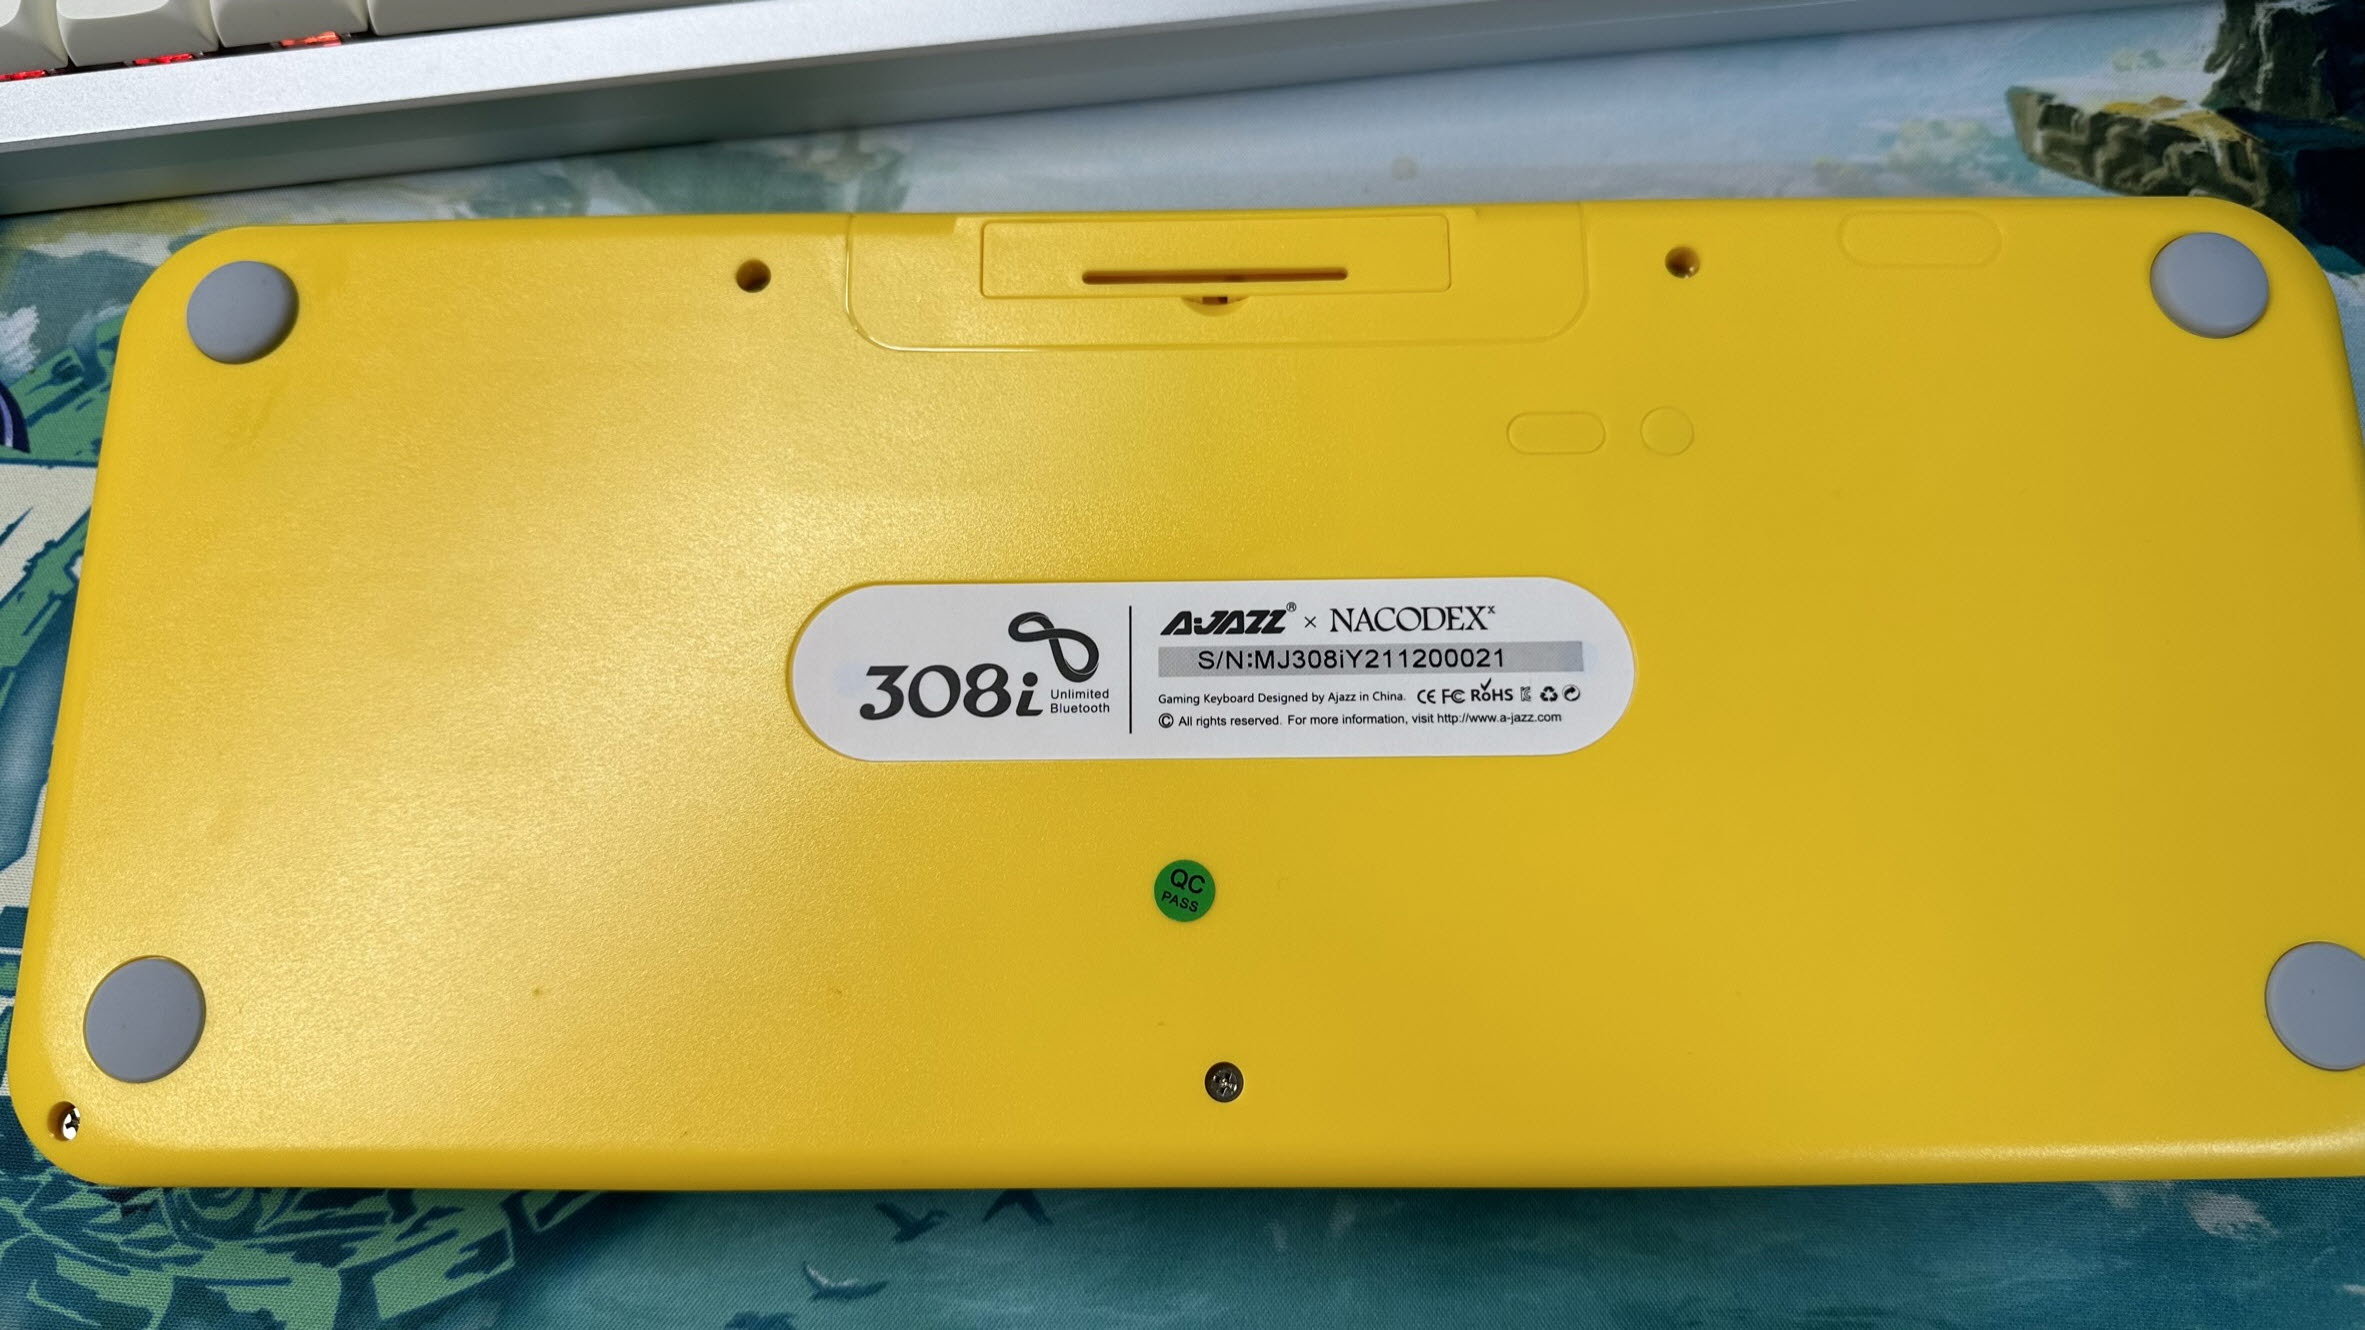 308i
Unlimited
Bluetooth
A-JAZZ® × NACODEXˣ
S/N:MJ308iY211200021
Gaming Keyboard Designed by Ajazz in China. CE FC RoHS
© All rights reserved. For more information, visit http://www.a-jazz.com
QC
PASS